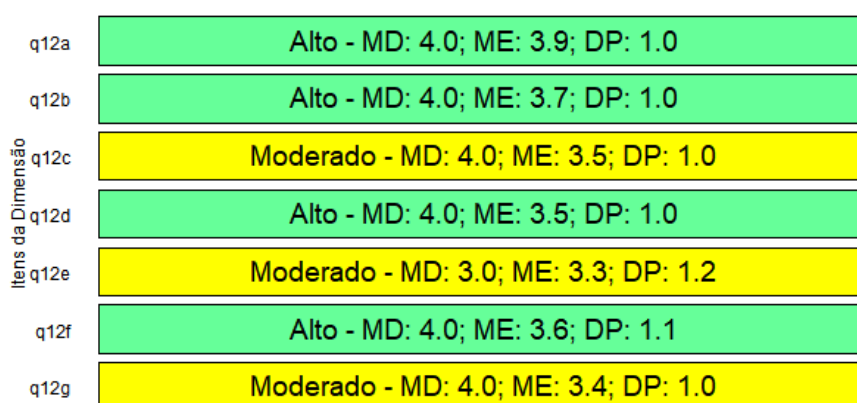 Itens da Dimensão
q12a Alto - MD: 4.0; ME: 3.9; DP: 1.0
q12b Alto - MD: 4.0; ME: 3.7; DP: 1.0
q12c Moderado - MD: 4.0; ME: 3.5; DP: 1.0
q12d Alto - MD: 4.0; ME: 3.5; DP: 1.0
q12e Moderado - MD: 3.0; ME: 3.3; DP: 1.2
q12f Alto - MD: 4.0; ME: 3.6; DP: 1.1
q12g Moderado - MD: 4.0; ME: 3.4; DP: 1.0